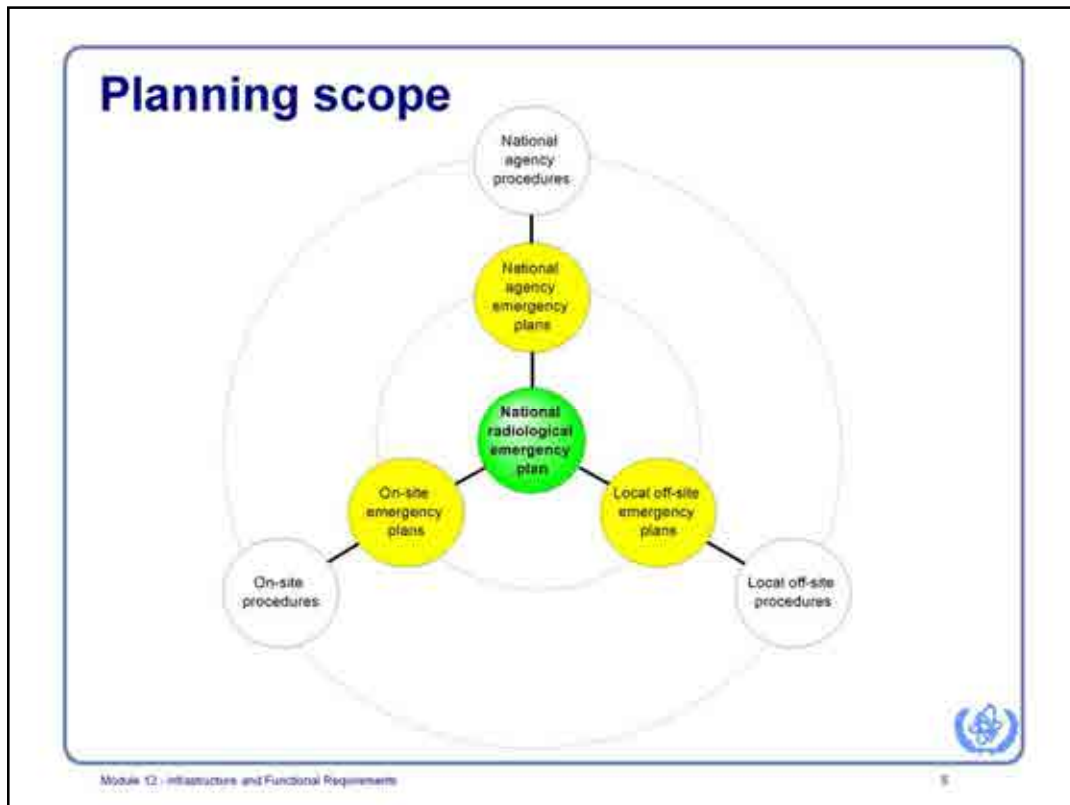 Planning scope
National
agency
procedures
National
agency
emergency
plans
National
radiological
emergency
plan
On-site
emergency
plans
Local off-site
emergency
plans
On-site
procedures
Local off-site
procedures
Module 12 - Infrastructure and Functional Requirements